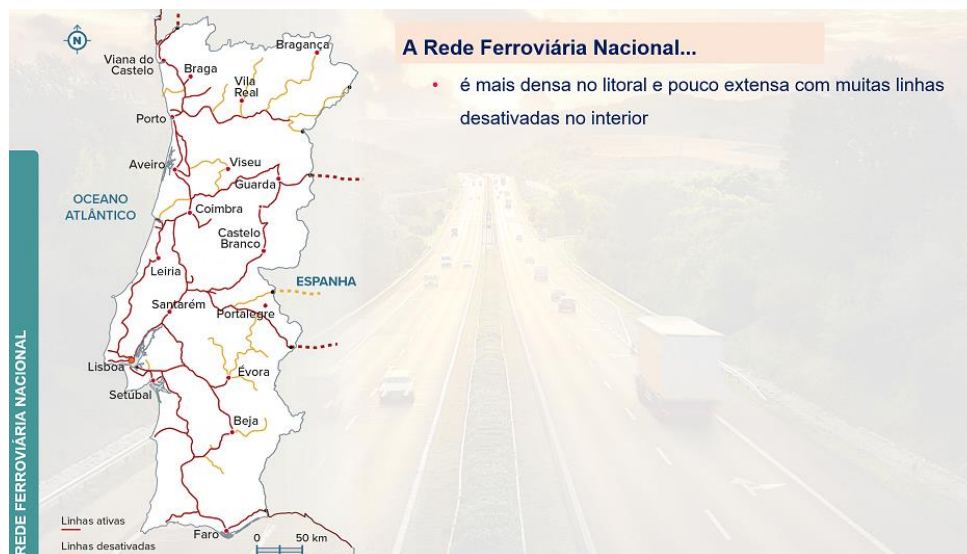 A Rede Ferroviária Nacional...
• é mais densa no litoral e pouco extensa com muitas linhas
desativadas no interior
N
Bragança
Viana do
Castelo
Braga
Vila
Real
Porto
Aveiro
Viseu
Guarda
OCEANO
ATLÂNTICO
Coimbra
Castelo
Branco
Leiria
ESPANHA
Santarém
Portalegre
Lisboa
Évora
Setúbal
Beja
Faro
0 50 km
Linhas ativas
Linhas desativadas
REDE FERROVIÁRIA NACIONAL